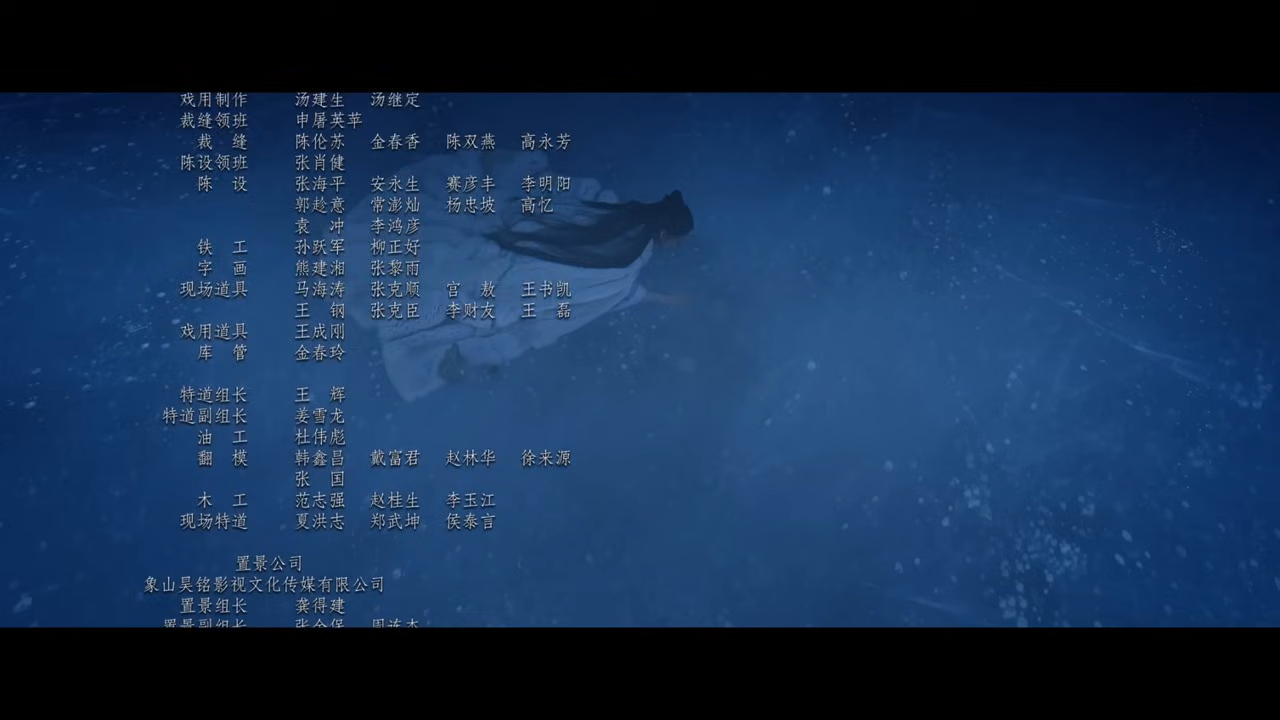 戏用制作 汤建生 汤继定
裁缝领班 申屠英苹
裁 缝 陈伦苏 金春香 陈双燕 高永芳
陈设领班 张肖健
陈 设 张海平 安永生 赛彦丰 李明阳
郭趁意 常澎灿 杨忠坡 高忆
袁 冲 李鸿彦
铁 工 孙跃军 柳正好
字 画 熊建湘 张黎雨
现场道具 马海涛 张克顺 官 敖 王书凯
王 钢 张克臣 李财友 王 磊
戏用道具 王成刚
库 管 金春玲
特道组长 王 辉
特道副组长 姜雪龙
油 工 杜伟彪
翻 模 韩鑫昌 戴富君 赵林华 徐来源
张 国
木 工 范志强 赵桂生 李玉江
现场特道 夏洪志 郑武坤 侯泰言
置景公司
象山昊铭影视文化传媒有限公司
置景组长 龚得建
置景副组长